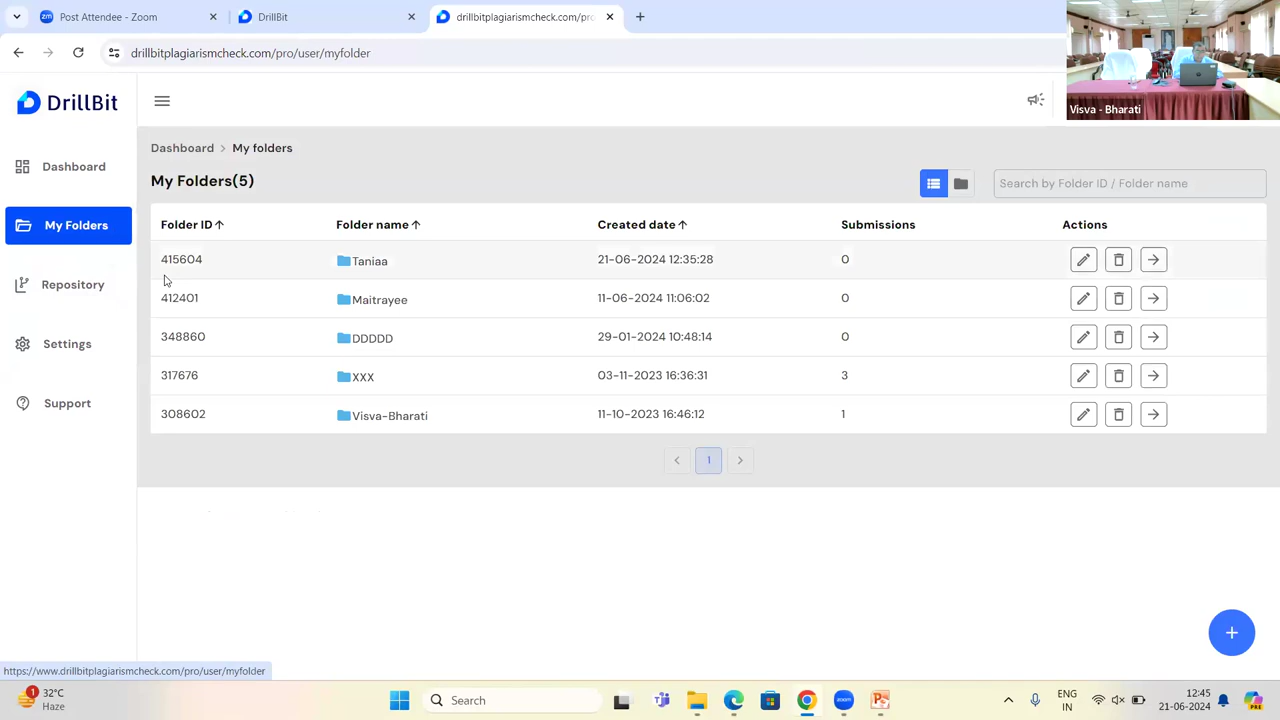 Post Attendee - Zoom
DrillBit
drillbitplagiarismcheck.com/pro
drillbitplagiarismcheck.com/pro/user/myfolder
Visva - Bharati
DrillBit
Dashboard
My Folders
Repository
Settings
Support
Dashboard > My folders
My Folders(5)
Search by Folder ID / Folder name
Folder ID Folder name Created date Submissions Actions
415604 Taniaa 21-06-2024 12:35:28 0
412401 Maitrayee 11-06-2024 11:06:02 0
348860 DDDDD 29-01-2024 10:48:14 0
317676 XXX 03-11-2023 16:36:31 3
308602 Visva-Bharati 11-10-2023 16:46:12 1
1
https://www.drillbitplagiarismcheck.com/pro/user/myfolder
1
32°C
Haze
Search
zoom
ENG
IN
12:45
21-06-2024
PRE